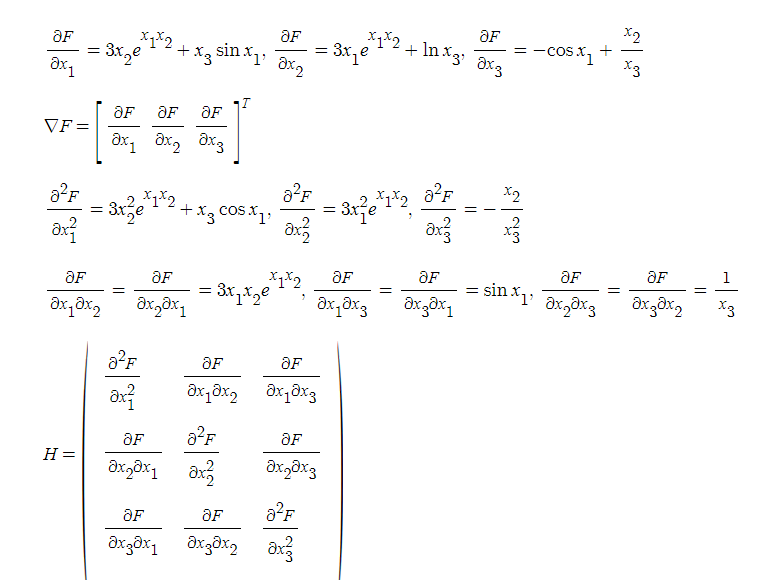 ∂F/∂x₁ = 3x₂e^(x₁x₂) + x₃ sin x₁, ∂F/∂x₂ = 3x₁e^(x₁x₂) + ln x₃, ∂F/∂x₃ = −cos x₁ + x₂/x₃
∇F = [ ∂F/∂x₁ ∂F/∂x₂ ∂F/∂x₃ ]^T
∂²F/∂x₁² = 3x₂²e^(x₁x₂) + x₃ cos x₁, ∂²F/∂x₂² = 3x₁²e^(x₁x₂), ∂²F/∂x₃² = − x₂/x₃²
∂F/∂x₁∂x₂ = ∂F/∂x₂∂x₁ = 3x₁x₂e^(x₁x₂), ∂F/∂x₁∂x₃ = ∂F/∂x₃∂x₁ = sin x₁, ∂F/∂x₂∂x₃ = ∂F/∂x₃∂x₂ = 1/x₃
∂²F/∂x₁² ∂F/∂x₁∂x₂ ∂F/∂x₁∂x₃
H = ( ∂F/∂x₂∂x₁ ∂²F/∂x₂² ∂F/∂x₂∂x₃ )
∂F/∂x₃∂x₁ ∂F/∂x₃∂x₂ ∂²F/∂x₃²